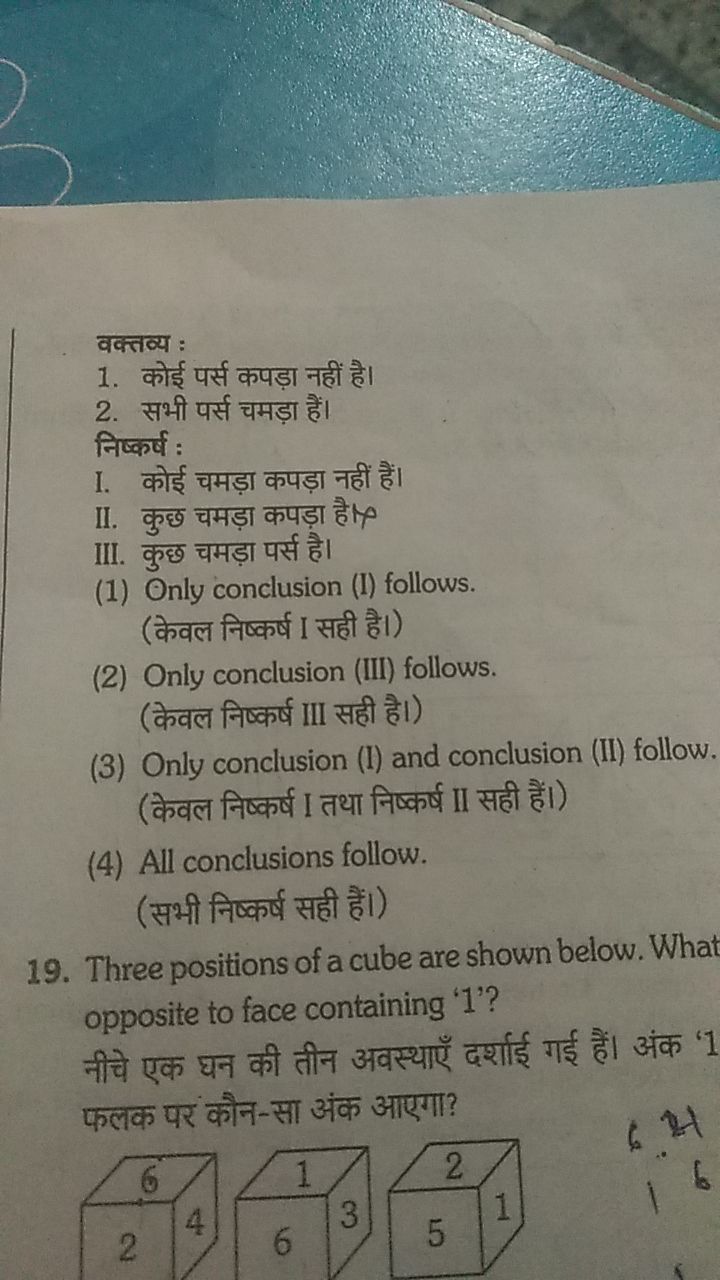 वक्तव्य :
1. कोई पर्स कपड़ा नहीं है।
2. सभी पर्स चमड़ा हैं।
निष्कर्ष :
I. कोई चमड़ा कपड़ा नहीं हैं।
II. कुछ चमड़ा कपड़ा है।
III. कुछ चमड़ा पर्स है।
(1) Only conclusion (I) follows.
(केवल निष्कर्ष I सही है।)
(2) Only conclusion (III) follows.
(केवल निष्कर्ष III सही है।)
(3) Only conclusion (I) and conclusion (II) follow.
(केवल निष्कर्ष I तथा निष्कर्ष II सही हैं।)
(4) All conclusions follow.
(सभी निष्कर्ष सही हैं।)
19. Three positions of a cube are shown below. What
opposite to face containing ‘1’?
नीचे एक घन की तीन अवस्थाएँ दर्शाई गई हैं। अंक ‘1
फलक पर कौन-सा अंक आएगा?
6 1 2
2 4 6 3 5 1
6
1 6